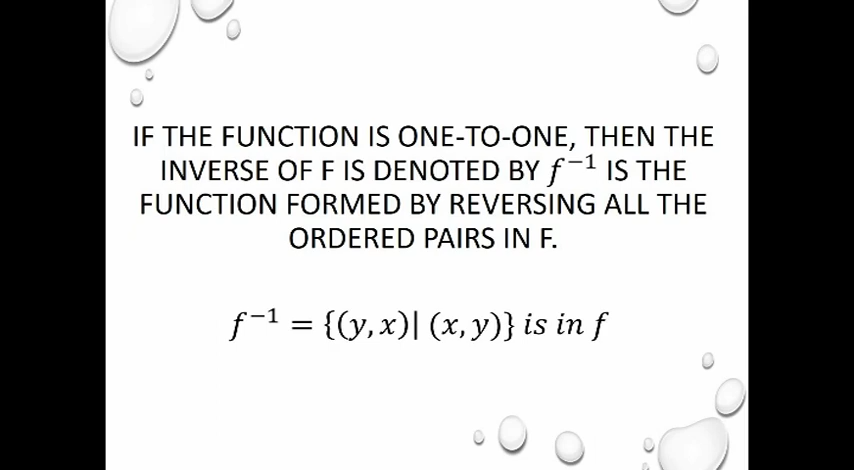 IF THE FUNCTION IS ONE-TO-ONE, THEN THE
INVERSE OF F IS DENOTED BY f⁻¹ IS THE
FUNCTION FORMED BY REVERSING ALL THE
ORDERED PAIRS IN F.
f⁻¹ = {(y, x)| (x, y)} is in f